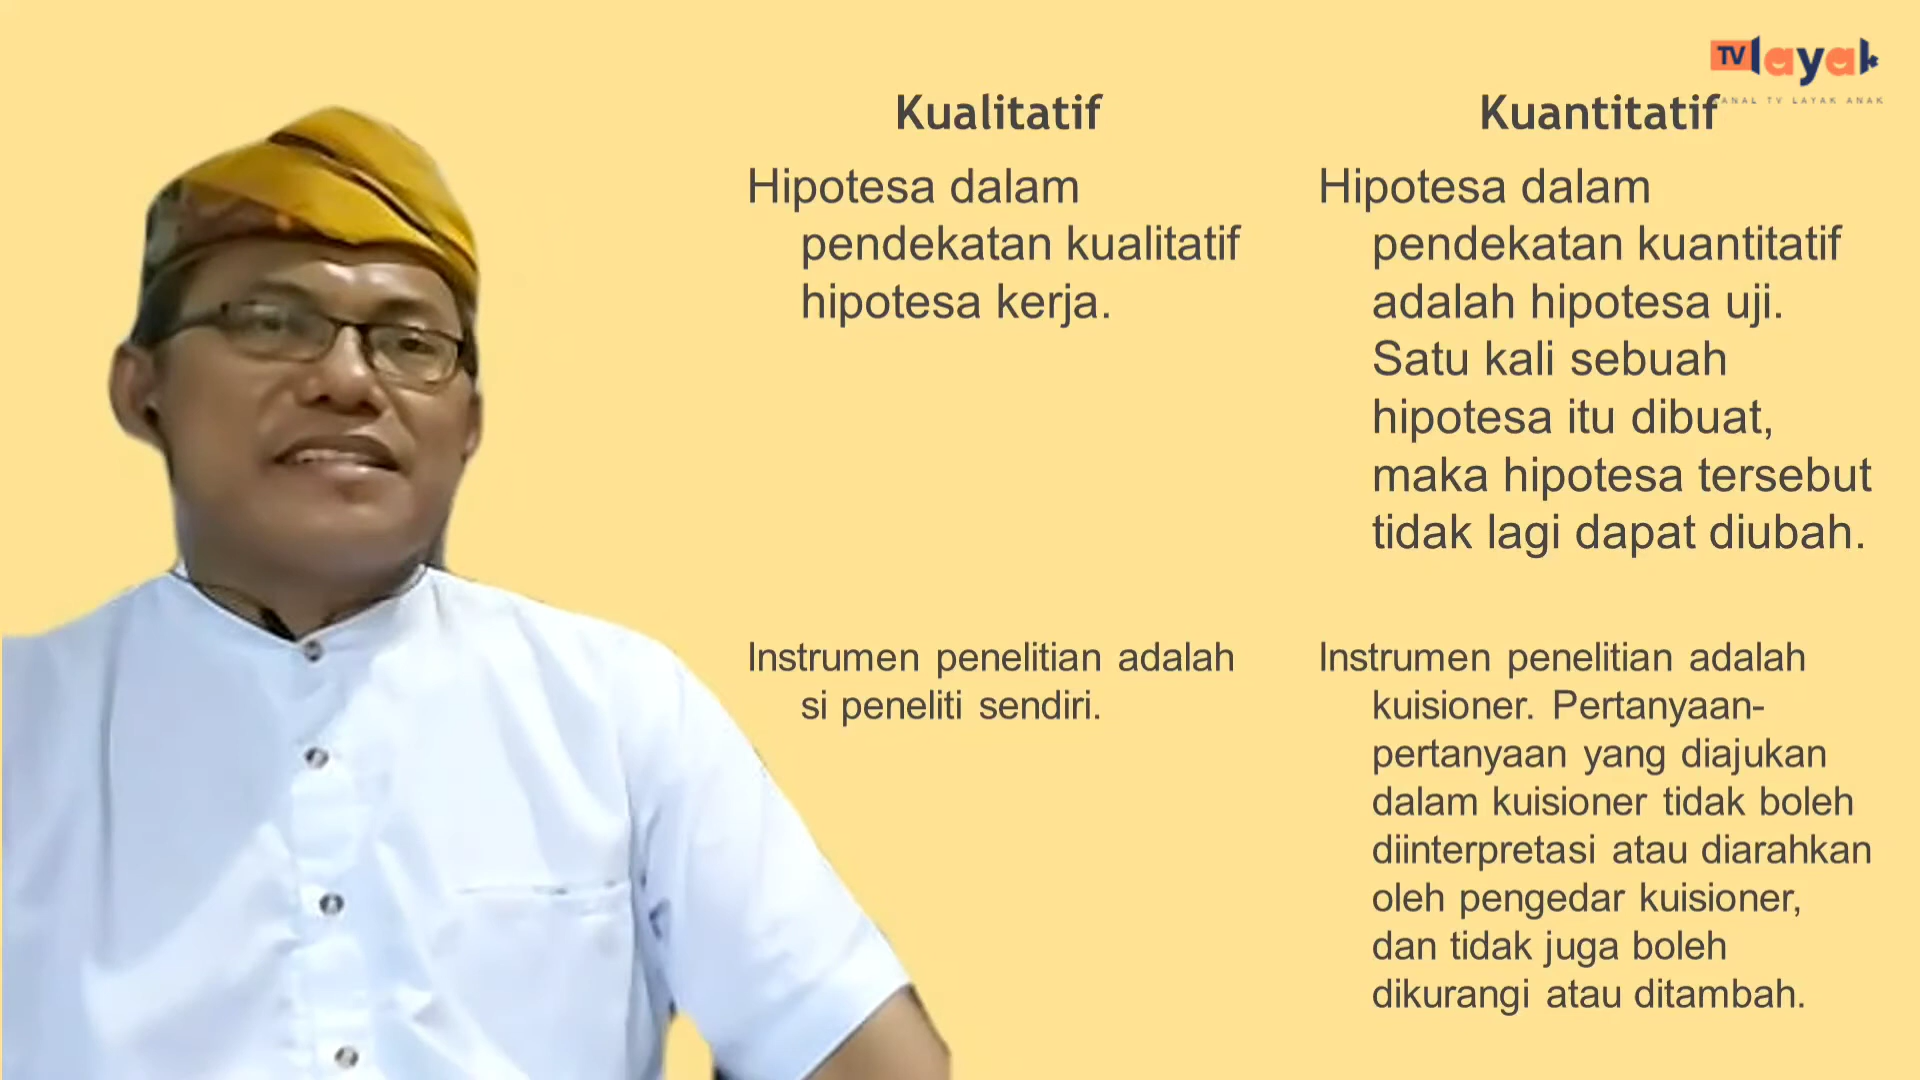 TV layak
KANAL TV LAYAK ANAK
Kualitatif
Hipotesa dalam
pendekatan kualitatif
hipotesa kerja.
Instrumen penelitian adalah
si peneliti sendiri.
Kuantitatif
Hipotesa dalam
pendekatan kuantitatif
adalah hipotesa uji.
Satu kali sebuah
hipotesa itu dibuat,
maka hipotesa tersebut
tidak lagi dapat diubah.
Instrumen penelitian adalah
kuisioner. Pertanyaan-
pertanyaan yang diajukan
dalam kuisioner tidak boleh
diinterpretasi atau diarahkan
oleh pengedar kuisioner,
dan tidak juga boleh
dikurangi atau ditambah.